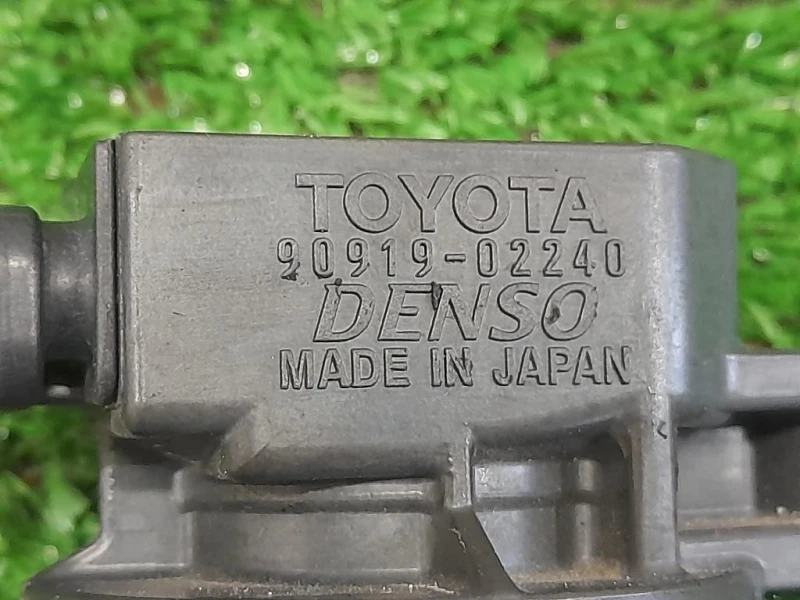 TOYOTA
90919-02240
DENSO
MADE IN JAPAN